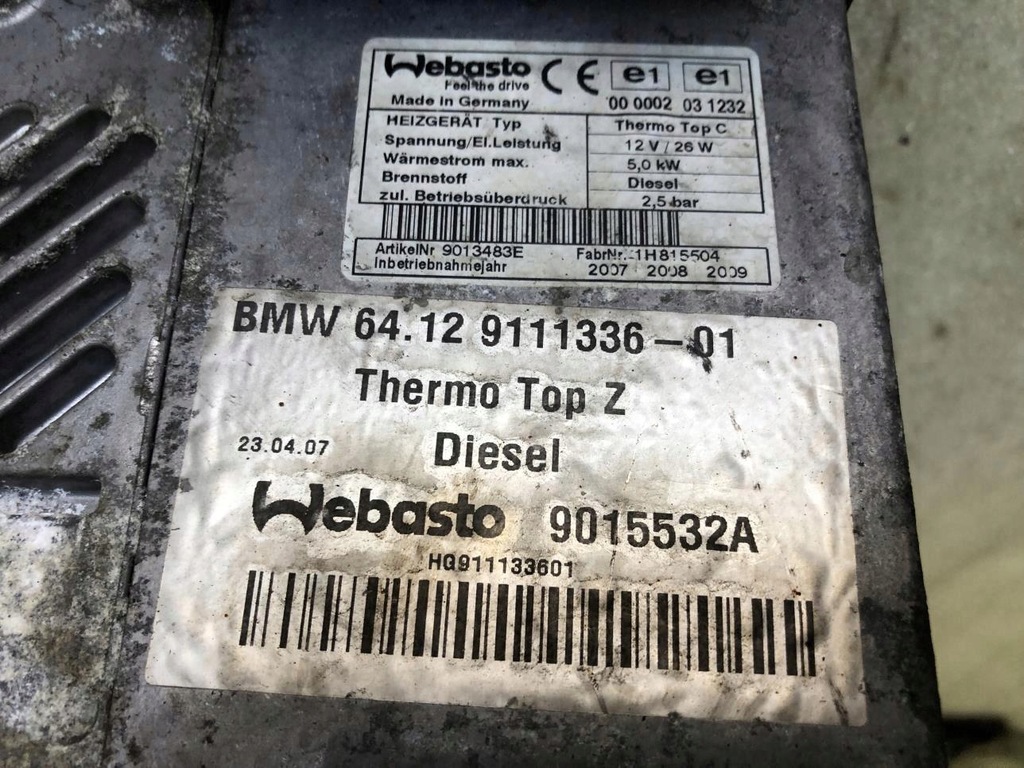 Webasto CE e1 e1
Feel the drive
Made in Germany 00 0002 03 1232
HEIZGERÄT Typ Thermo Top C
Spannung/El.Leistung 12 V / 26 W
Wärmestrom max. 5,0 kW
Brennstoff Diesel
zul. Betriebsüberdruck 2,5 bar
ArtikelNr 9013483E FabrNr. 1H815504
Inbetriebnahmejahr 2007 2008 2009
BMW 64.12 9111336-01
Thermo Top Z
23.04.07 Diesel
Webasto 9015532A
HG911133601